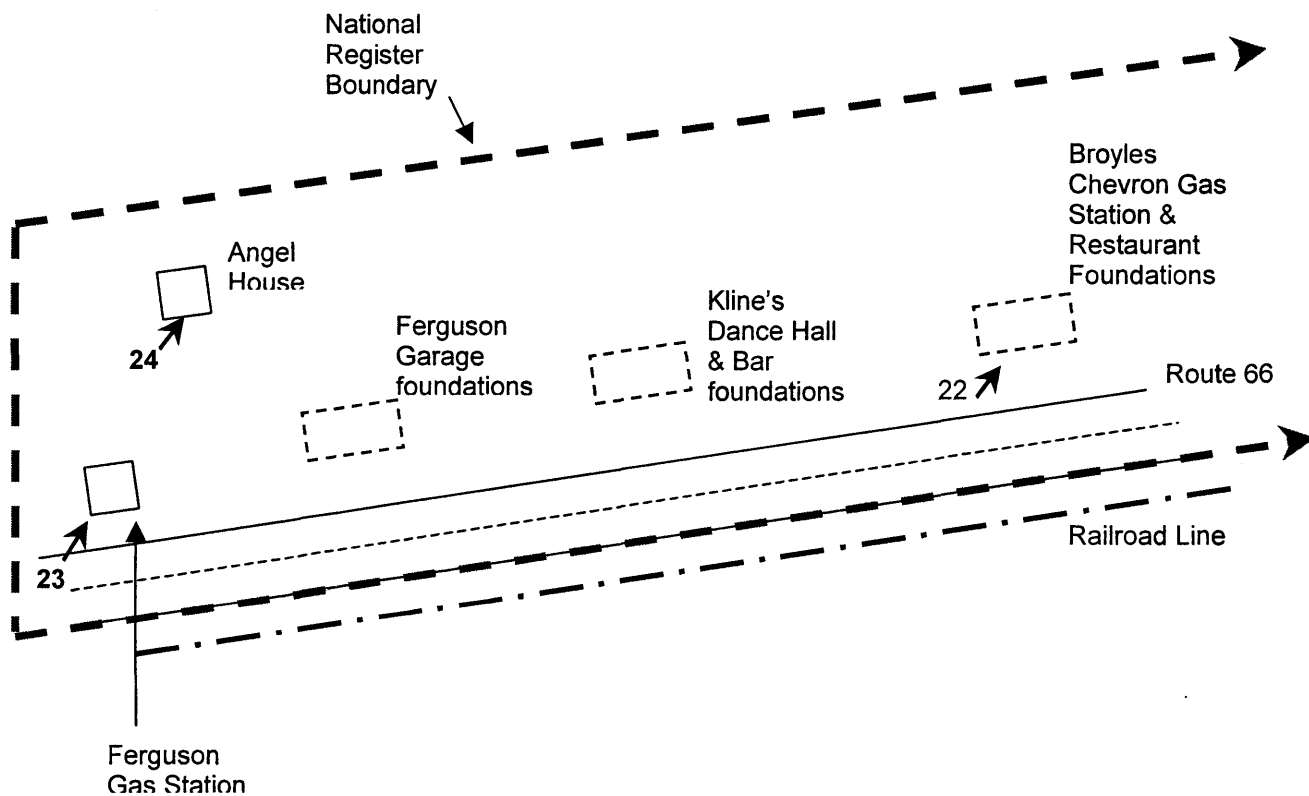 National
Register
Boundary
Broyles
Chevron Gas
Station &
Restaurant
Foundations
Angel
House
24
Ferguson
Garage
foundations
Kline's
Dance Hall
& Bar
foundations
22
Route 66
23
Railroad Line
Ferguson
Gas Station